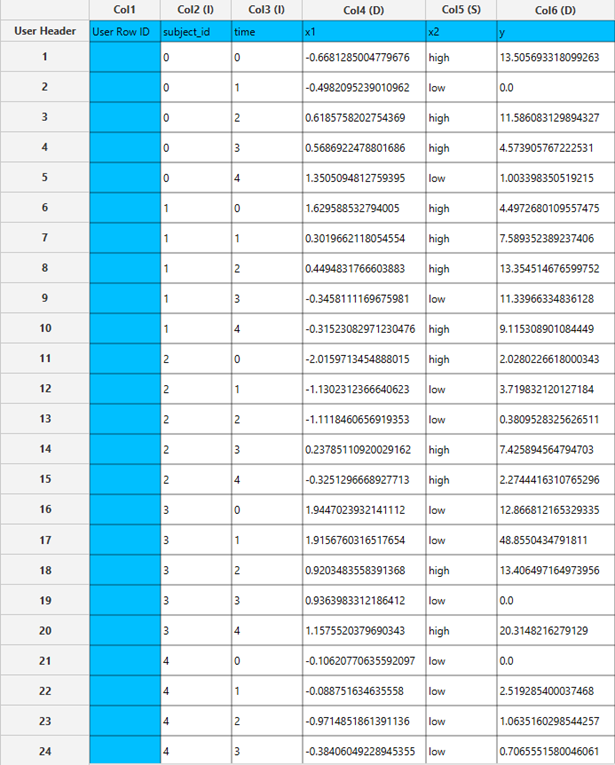 Col1 Col2 (I) Col3 (I) Col4 (D) Col5 (S) Col6 (D)
User Header User Row ID subject_id time x1 x2 y
1 0 0 -0.6681285004779676 high 13.505693318099263
2 0 1 -0.4982095239010962 low 0.0
3 0 2 0.6185758202754369 high 11.586083129894327
4 0 3 0.5686922478801686 high 4.573905767222531
5 0 4 1.3505094812759395 low 1.003398350519215
6 1 0 1.629588532794005 high 4.4972680109557475
7 1 1 0.3019662118054554 high 7.589352389237406
8 1 2 0.4494831766603883 high 13.354514676599752
9 1 3 -0.3458111169675981 low 11.33966334836128
10 1 4 -0.31523082971230476 high 9.115308901084449
11 2 0 -2.0159713454888015 high 2.0280226618000343
12 2 1 -1.1302312366640623 low 3.719832120127184
13 2 2 -1.1118460656919353 low 0.3809528325626511
14 2 3 0.23785110920029162 high 7.425894564794703
15 2 4 -0.3251296668927713 high 2.2744416310765296
16 3 0 1.9447023932141112 low 12.866812165329335
17 3 1 1.9156760316517654 low 48.8550434791811
18 3 2 0.9203483558391368 high 13.406497164973956
19 3 3 0.9363983312186412 low 0.0
20 3 4 1.1575520379690343 high 20.3148216279129
21 4 0 -0.10620770635592097 low 0.0
22 4 1 -0.088751634635558 low 2.519285400037468
23 4 2 -0.9714851861391136 low 1.0635160298544257
24 4 3 -0.38406049228945355 low 0.7065551580046061